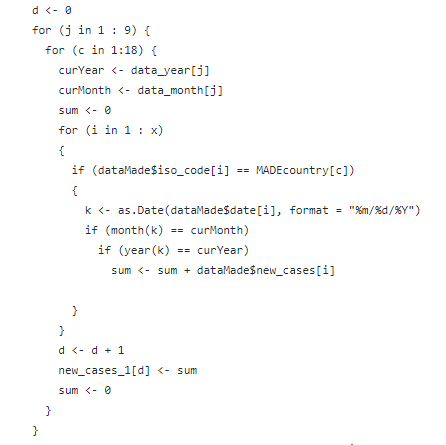 d <- 0
for (j in 1 : 9) {
  for (c in 1:18) {
    curYear <- data_year[j]
    curMonth <- data_month[j]
    sum <- 0
    for (i in 1 : x)
    {
      if (dataMade$iso_code[i] == MADEcountry[c])
      {
        k <- as.Date(dataMade$date[i], format = "%m/%d/%Y")
        if (month(k) == curMonth)
          if (year(k) == curYear)
            sum <- sum + dataMade$new_cases[i]

      }
    }
    d <- d + 1
    new_cases_1[d] <- sum
    sum <- 0
  }
}